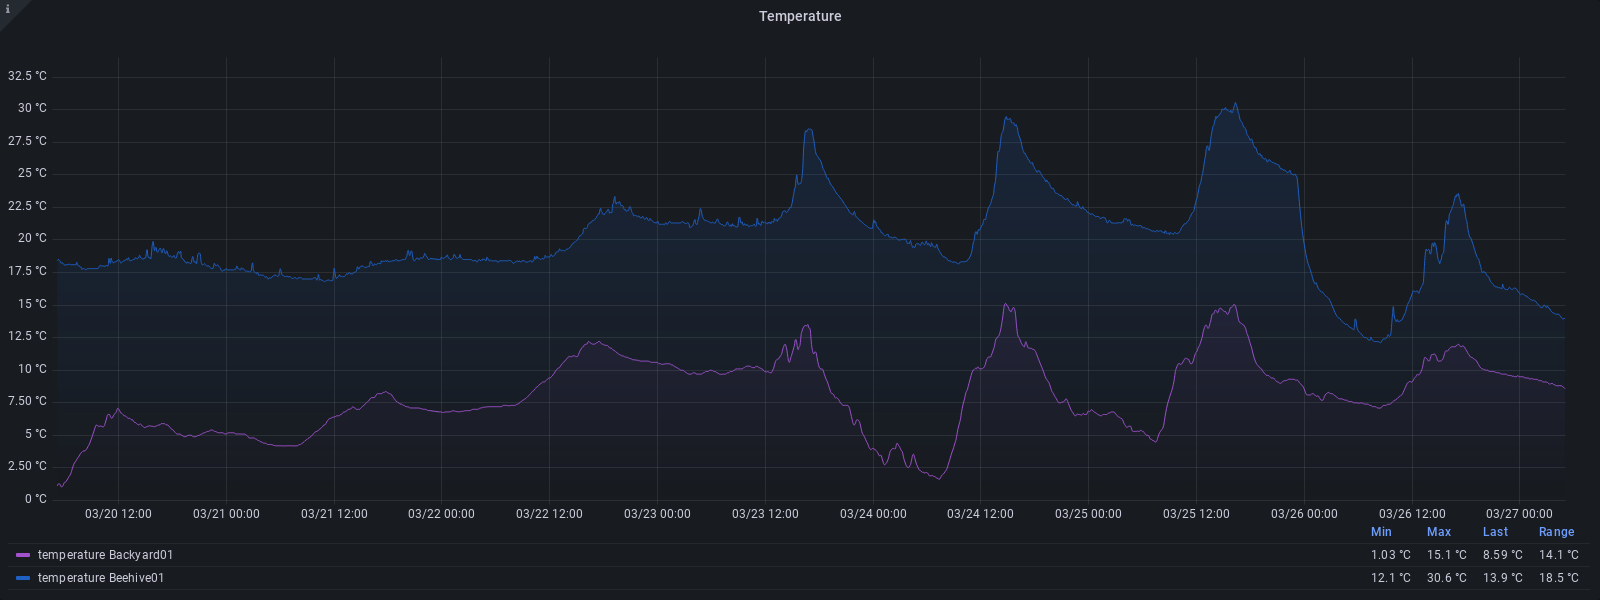 i
Temperature
32.5 °C
30 °C
27.5 °C
25 °C
22.5 °C
20 °C
17.5 °C
15 °C
12.5 °C
10 °C
7.50 °C
5 °C
2.50 °C
0 °C
03/20 12:00 03/21 00:00 03/21 12:00 03/22 00:00 03/22 12:00 03/23 00:00 03/23 12:00 03/24 00:00 03/24 12:00 03/25 00:00 03/25 12:00 03/26 00:00 03/26 12:00 03/27 00:00
Min Max Last Range
temperature Backyard01 1.03 °C 15.1 °C 8.59 °C 14.1 °C
temperature Beehive01 12.1 °C 30.6 °C 13.9 °C 18.5 °C